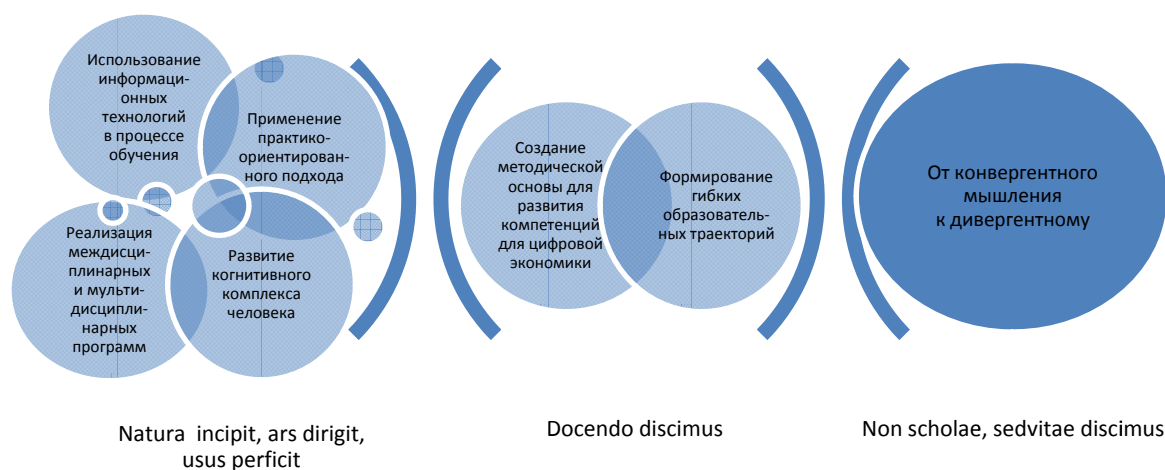 Использование
информаци-
онных
технологий
в процессе
обучения
Применение
практико-
ориентирован-
ного подхода
Реализация
междисци-
плинарных
и мульти-
дисципли-
нарных
программ
Развитие
когнитивного
комплекса
человека
Создание
методической
основы для
развития
компетенций
для цифровой
экономики
Формирование
гибких
образователь-
ных траекторий
От конвергентного
мышления
к дивергентному
Natura incipit, ars dirigit,
usus perficit
Docendo discimus
Non scholae, sedvitae discimus